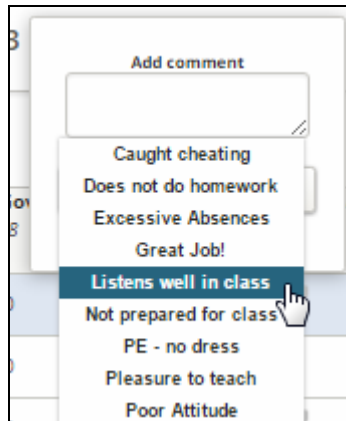 3
Add comment
Caught cheating
Does not do homework
Excessive Absences
Great Job!
Listens well in class
Not prepared for class
PE - no dress
Pleasure to teach
Poor Attitude